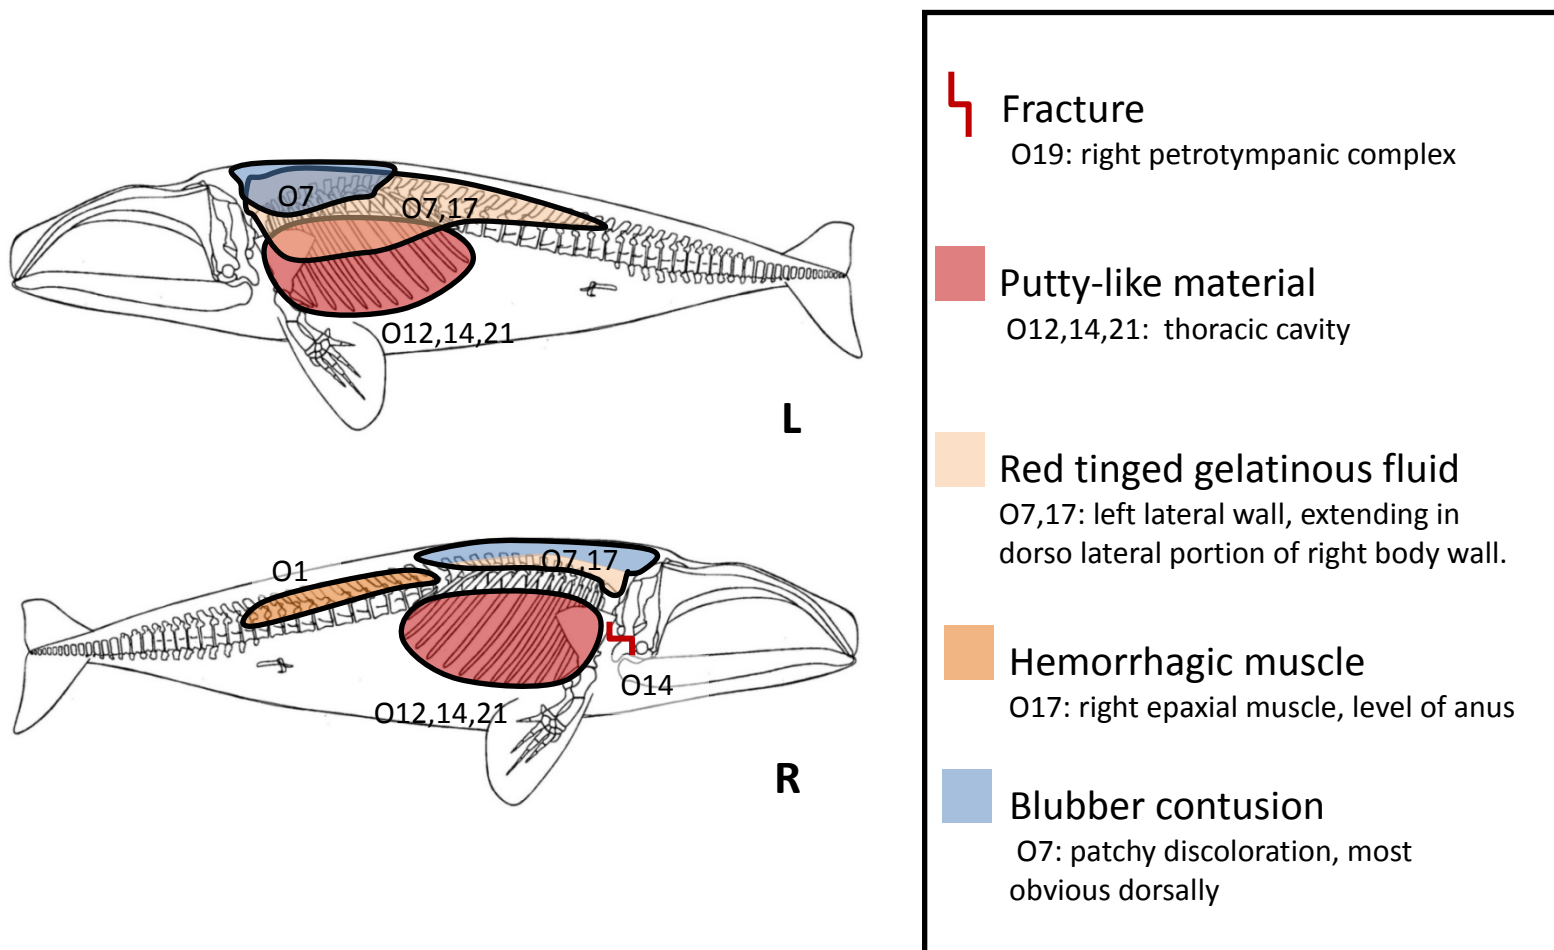 O7
O7,17
O12,14,21
L
O1
O7,17
O14
O12,14,21
R
Fracture
O19: right petrotympanic complex
Putty-like material
O12,14,21:  thoracic cavity
Red tinged gelatinous fluid
O7,17: left lateral wall, extending in
dorso lateral portion of right body wall.
Hemorrhagic muscle
O17: right epaxial muscle, level of anus
Blubber contusion
O7: patchy discoloration, most
obvious dorsally